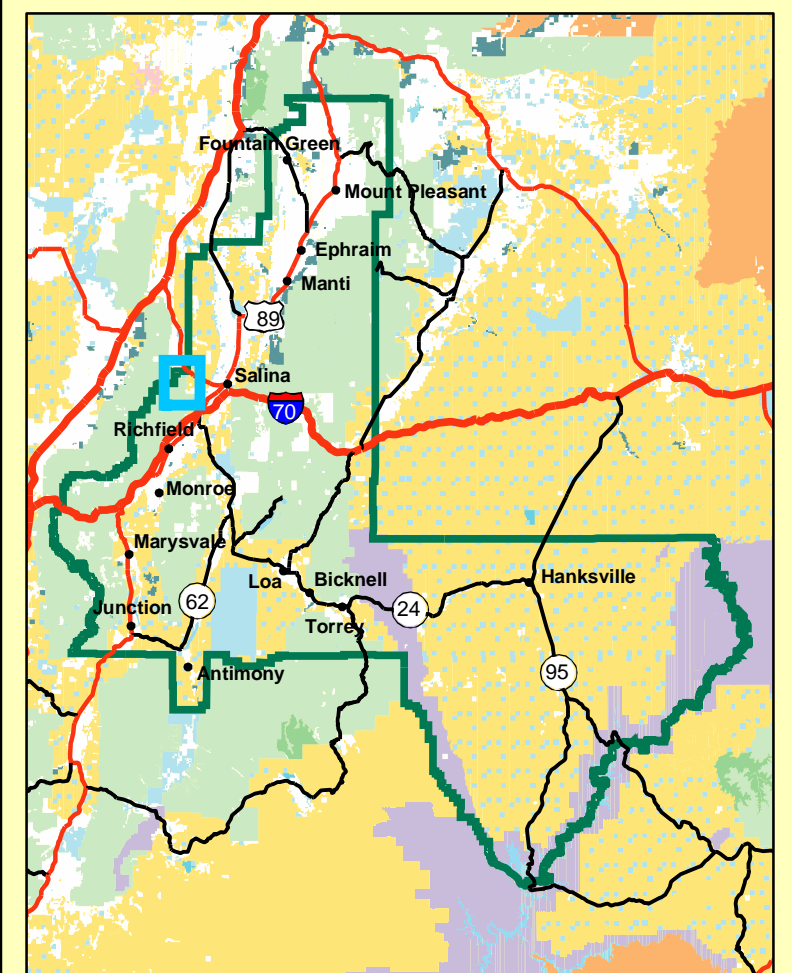 Fountain Green
Mount Pleasant
Ephraim
Manti
89
Salina
70
Richfield
Monroe
Marysvale
Loa
Bicknell
Hanksville
62
24
Junction
Torrey
Antimony
95